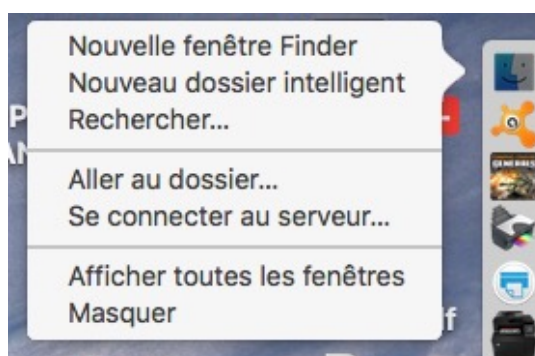 Nouvelle fenêtre Finder
Nouveau dossier intelligent
Rechercher...
Aller au dossier...
Se connecter au serveur...
Afficher toutes les fenêtres
Masquer